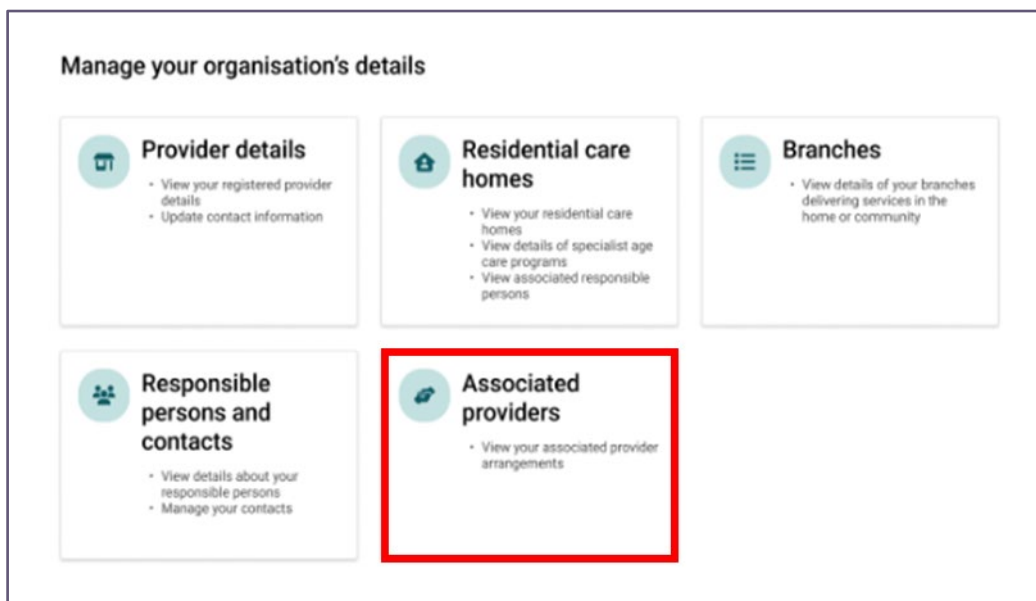 Manage your organisation's details
Provider details
• View your registered provider
details
• Update contact information
Residential care
homes
• View your residential care
homes
• View details of specialist age
care programs
• View associated responsible
persons
Branches
• View details of your branches
delivering services in the
home or community
Responsible
persons and
contacts
• View details about your
responsible persons
• Manage your contacts
Associated
providers
• View your associated provider
arrangements